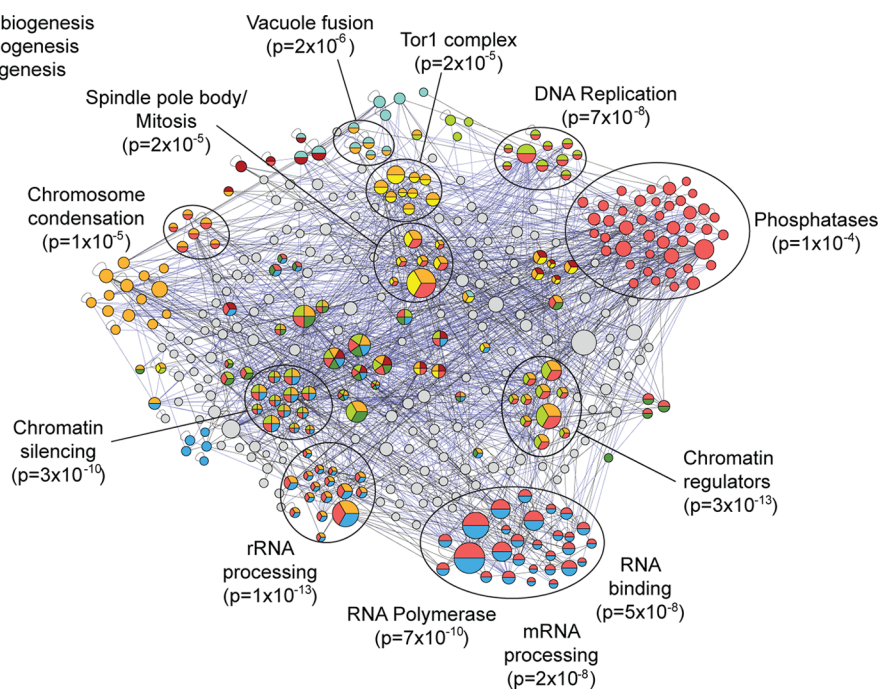 biogenesis
ogenesis
genesis
Vacuole fusion
(p=2x10⁻⁶)
Tor1 complex
(p=2x10⁻⁵)
DNA Replication
(p=7x10⁻⁸)
Spindle pole body/
Mitosis
(p=2x10⁻⁵)
Chromosome
condensation
(p=1x10⁻⁵)
Phosphatases
(p=1x10⁻⁴)
Chromatin
silencing
(p=3x10⁻¹⁰)
Chromatin
regulators
(p=3x10⁻¹³)
rRNA
processing
(p=1x10⁻¹³)
RNA
binding
(p=5x10⁻⁸)
RNA Polymerase
(p=7x10⁻¹⁰)
mRNA
processing
(p=2x10⁻⁸)